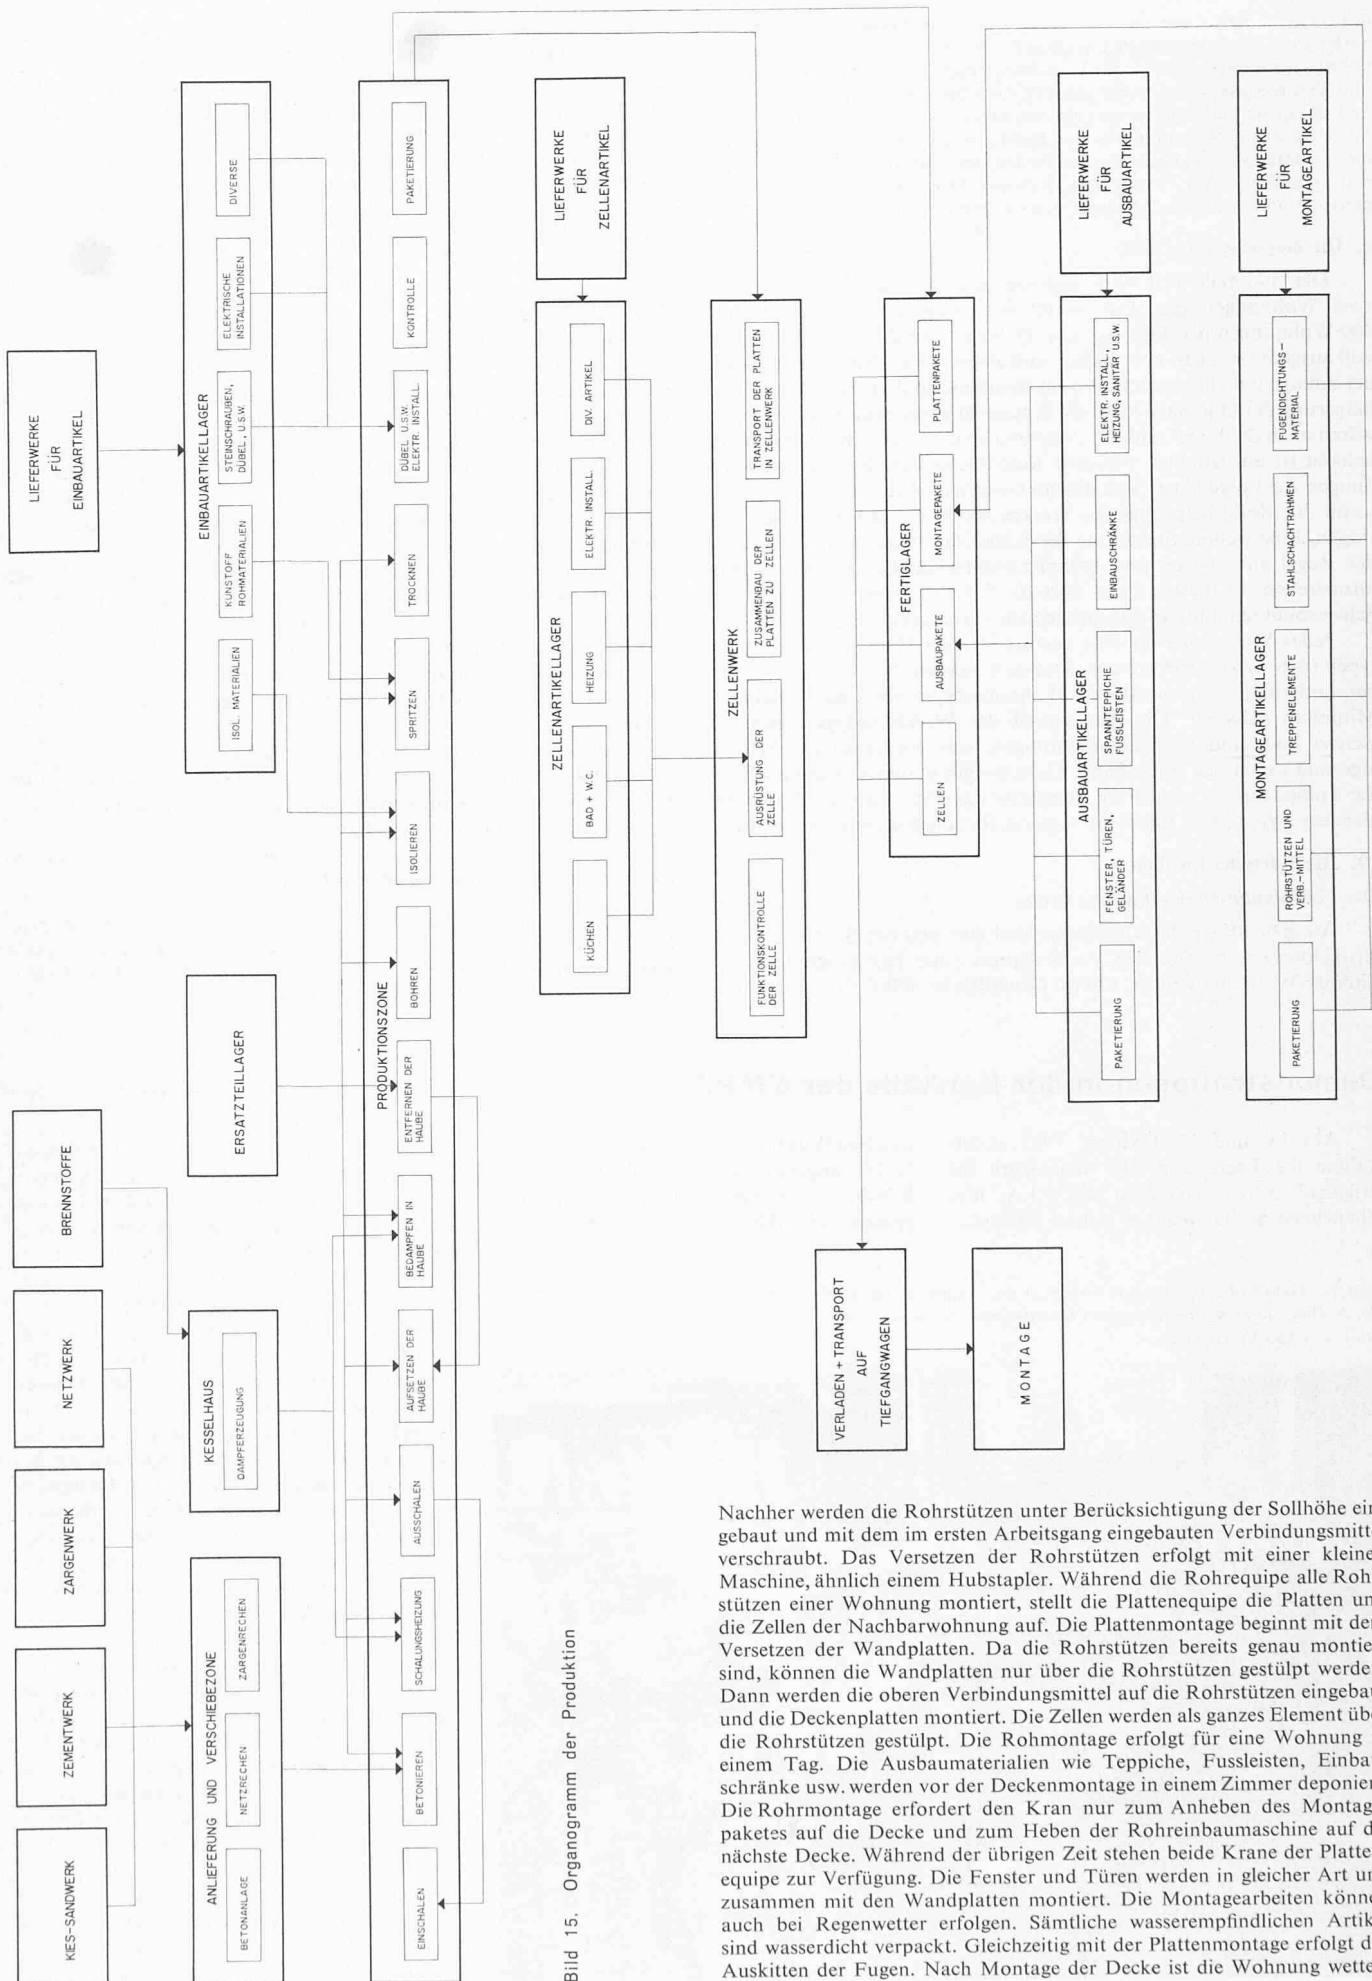 KIES-SANDWERK
ZEMENTWERK
ZARGENWERK
NETZWERK
BRENNSTOFFE
LIEFERWERKE
FÜR
EINBAUARTIKEL
ANLIEFERUNG UND VERSCHIEBEZONE
BETONANLAGE
NETZRECHEN
ZARGENRECHEN
KESSELHAUS
DAMPFERZEUGUNG
ERSATZTEILLAGER
EINBAUARTIKELLAGER
ISOL. MATERIALIEN
KUNSTOFF
ROHMATERIALIEN
STEINSCHRAUBEN,
DÜBEL, U.S.W.
ELEKTRISCHE
INSTALLATIONEN
DIVERSE
PRODUKTIONSZONE
EINSCHALEN
BETONIEREN
SCHALUNGSHEIZUNG
AUSSCHALEN
AUFSETZEN DER
HAUBE
BEDAMPFEN IN
HAUBE
ENTFERNEN DER
HAUBE
BOHREN
ISOLIEREN
SPRITZEN
TROCKNEN
DÜBEL U.S.W.
ELEKTR. INSTALL.
KONTROLLE
PAKETIERUNG
LIEFERWERKE
FÜR
ZELLENARTIKEL
ZELLENARTIKELLAGER
KÜCHEN
BAD + W.C.
HEIZUNG
ELEKTR. INSTALL.
DIV. ARTIKEL
ZELLENWERK
FUNKTIONSKONTROLLE
DER ZELLE
AUSRÜSTUNG DER
ZELLE
ZUSAMMENBAU DER
PLATTEN ZU ZELLEN
TRANSPORT DER PLATTEN
IN ZELLENWERK
FERTIGLAGER
ZELLEN
AUSBAUPAKETE
MONTAGEPAKETE
PLATTENPAKETE
VERLADEN + TRANSPORT
AUF
TIEFGANGWAGEN
MONTAGE
LIEFERWERKE
FÜR
AUSBAUARTIKEL
AUSBAUARTIKELLAGER
PAKETIERUNG
FENSTER, TÜREN,
GELÄNDER
SPANNTEPPICHE
FUSSLEISTEN
EINBAUSCHRÄNKE
ELEKTR. INSTALL.,
HEIZUNG, SANITÄR U.S.W.
LIEFERWERKE
FÜR
MONTAGEARTIKEL
MONTAGEARTIKELLAGER
PAKETIERUNG
ROHRSTÜTZEN UND
VERB.-MITTEL
TREPPENELEMENTE
STAHLSCHACHTRAHMEN
FUGENDICHTUNGS-
MATERIAL
Bild 15. Organogramm der Produktion
Nachher werden die Rohrstützen unter Berücksichtigung der Sollhöhe ein
gebaut und mit dem im ersten Arbeitsgang eingebauten Verbindungsmitte
verschraubt. Das Versetzen der Rohrstützen erfolgt mit einer kleine
Maschine, ähnlich einem Hubstapler. Während die Rohrequipe alle Roh
stützen einer Wohnung montiert, stellt die Plattenequipe die Platten un
die Zellen der Nachbarwohnung auf. Die Plattenmontage beginnt mit de
Versetzen der Wandplatten. Da die Rohrstützen bereits genau montie
sind, können die Wandplatten nur über die Rohrstützen gestülpt werde
Dann werden die oberen Verbindungsmittel auf die Rohrstützen eingeba
und die Deckenplatten montiert. Die Zellen werden als ganzes Element übe
die Rohrstützen gestülpt. Die Rohmontage erfolgt für eine Wohnung
einem Tag. Die Ausbaumaterialien wie Teppiche, Fussleisten, Einba
schränke usw. werden vor der Deckenmontage in einem Zimmer deponier
Die Rohrmontage erfordert den Kran nur zum Anheben des Montag
paketes auf die Decke und zum Heben der Rohreinbaumaschine auf d
nächste Decke. Während der übrigen Zeit stehen beide Krane der Platte
equipe zur Verfügung. Die Fenster und Türen werden in gleicher Art un
zusammen mit den Wandplatten montiert. Die Montagearbeiten könne
auch bei Regenwetter erfolgen. Sämtliche wasserempfindlichen Artik
sind wasserdicht verpackt. Gleichzeitig mit der Plattenmontage erfolgt d
Auskitten der Fugen. Nach Montage der Decke ist die Wohnung wette